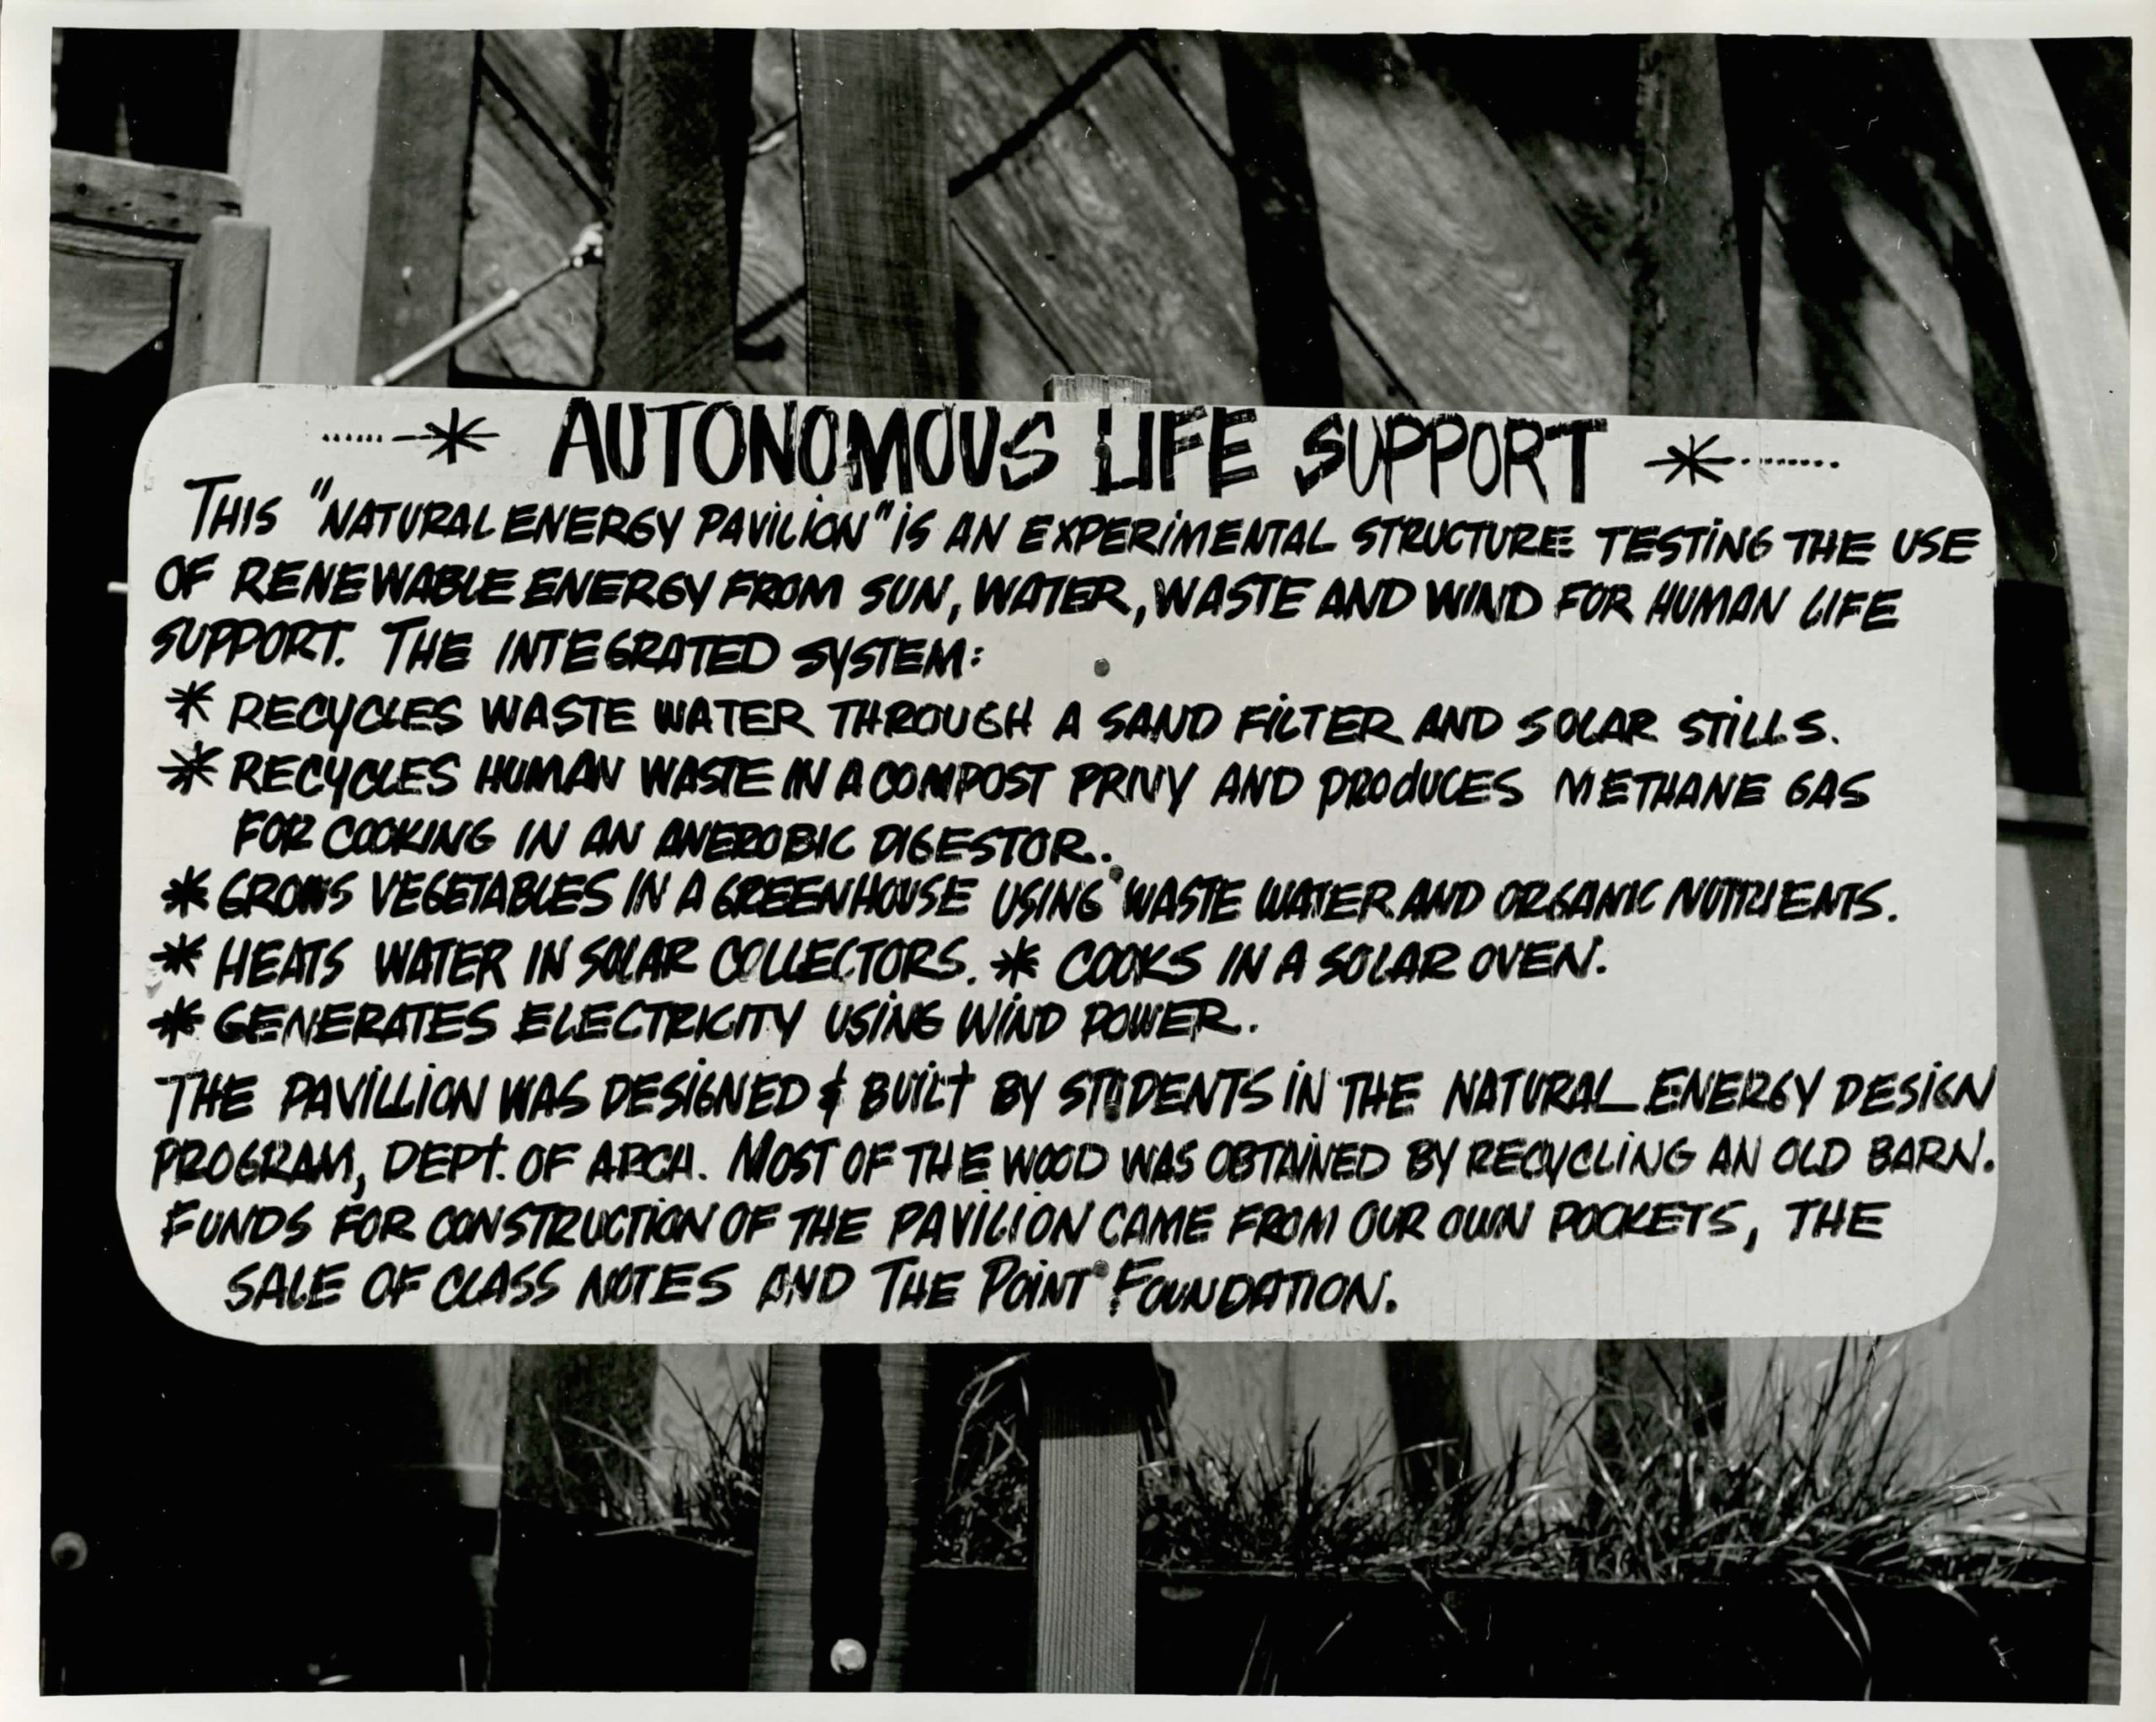 ......—* AUTONOMOUS LIFE SUPPORT —*.......
THIS "NATURAL ENERGY PAVILION" IS AN EXPERIMENTAL STRUCTURE TESTING THE USE
OF RENEWABLE ENERGY FROM SUN, WATER, WASTE AND WIND FOR HUMAN LIFE
SUPPORT. THE INTEGRATED SYSTEM:
* RECYCLES WASTE WATER THROUGH A SAND FILTER AND SOLAR STILLS.
* RECYCLES HUMAN WASTE IN A COMPOST PRIVY AND PRODUCES METHANE GAS
FOR COOKING IN AN ANEROBIC DIGESTOR..
* GROWS VEGETABLES IN A GREENHOUSE USING WASTE WATER AND ORGANIC NUTRIENTS.
* HEATS WATER IN SOLAR COLLECTORS. * COOKS IN A SOLAR OVEN.
* GENERATES ELECTRICITY USING WIND POWER.
THE PAVILLION WAS DESIGNED & BUILT BY STUDENTS IN THE NATURAL ENERGY DESIGN
PROGRAM, DEPT. OF ARCH. MOST OF THE WOOD WAS OBTAINED BY RECYCLING AN OLD BARN.
FUNDS FOR CONSTRUCTION OF THE PAVILION CAME FROM OUR OWN POCKETS, THE
SALE OF CLASS NOTES AND THE POINT FOUNDATION.